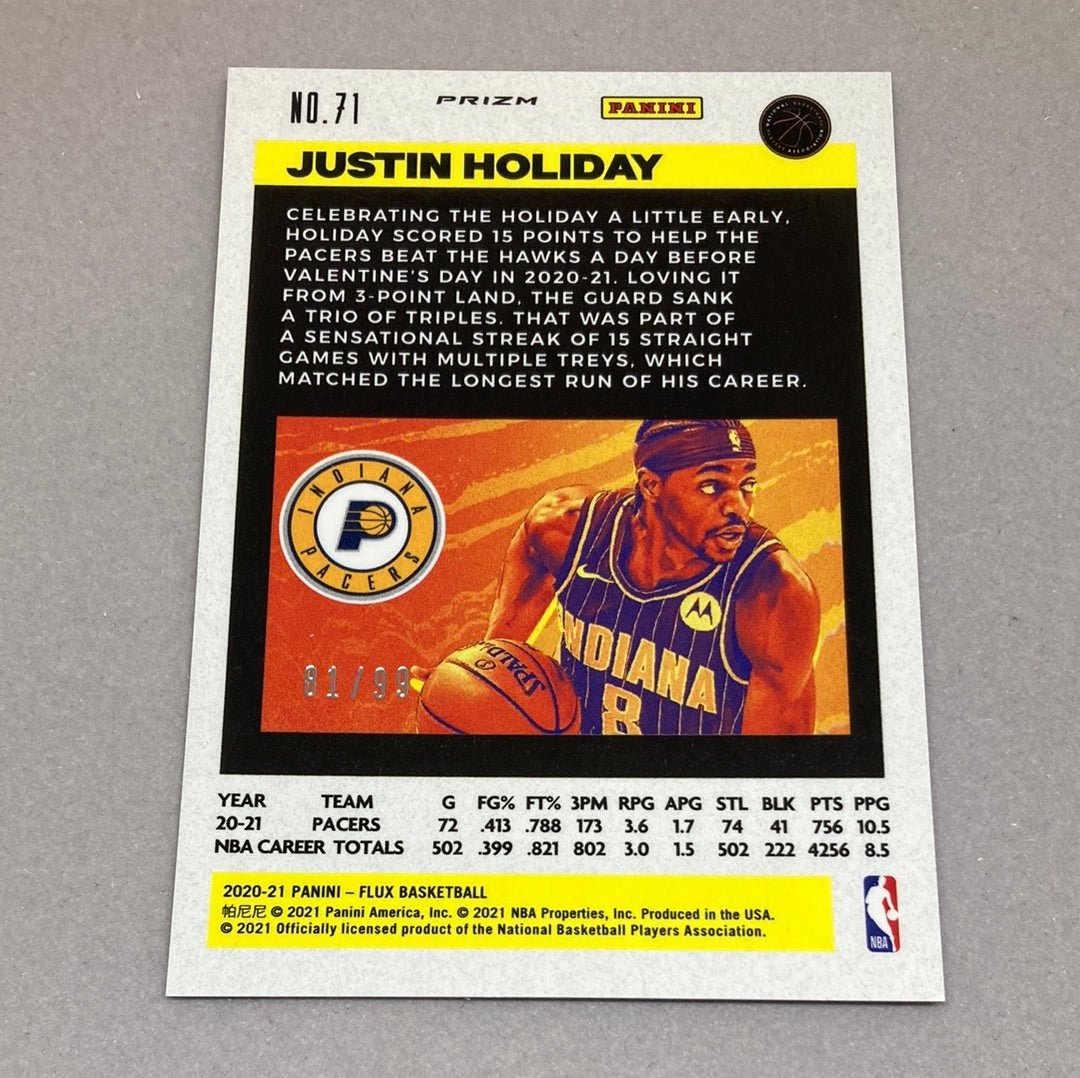 NO.71 PRIZM PANINI
NATIONAL BASKETBALL PLAYERS ASSOCIATION
JUSTIN HOLIDAY
CELEBRATING THE HOLIDAY A LITTLE EARLY,
HOLIDAY SCORED 15 POINTS TO HELP THE
PACERS BEAT THE HAWKS A DAY BEFORE
VALENTINE'S DAY IN 2020-21. LOVING IT
FROM 3-POINT LAND, THE GUARD SANK
A TRIO OF TRIPLES. THAT WAS PART OF
A SENSATIONAL STREAK OF 15 STRAIGHT
GAMES WITH MULTIPLE TREYS, WHICH
MATCHED THE LONGEST RUN OF HIS CAREER.
INDIANA
PACERS
P
81/99
SPALDING
INDIANA
8
YEAR TEAM G FG% FT% 3PM RPG APG STL BLK PTS PPG
20-21 PACERS 72 .413 .788 173 3.6 1.7 74 41 756 10.5
NBA CAREER TOTALS 502 .399 .821 802 3.0 1.5 502 222 4256 8.5
2020-21 PANINI – FLUX BASKETBALL
帕尼尼 © 2021 Panini America, Inc. © 2021 NBA Properties, Inc. Produced in the USA.
© 2021 Officially licensed product of the National Basketball Players Association.
NBA